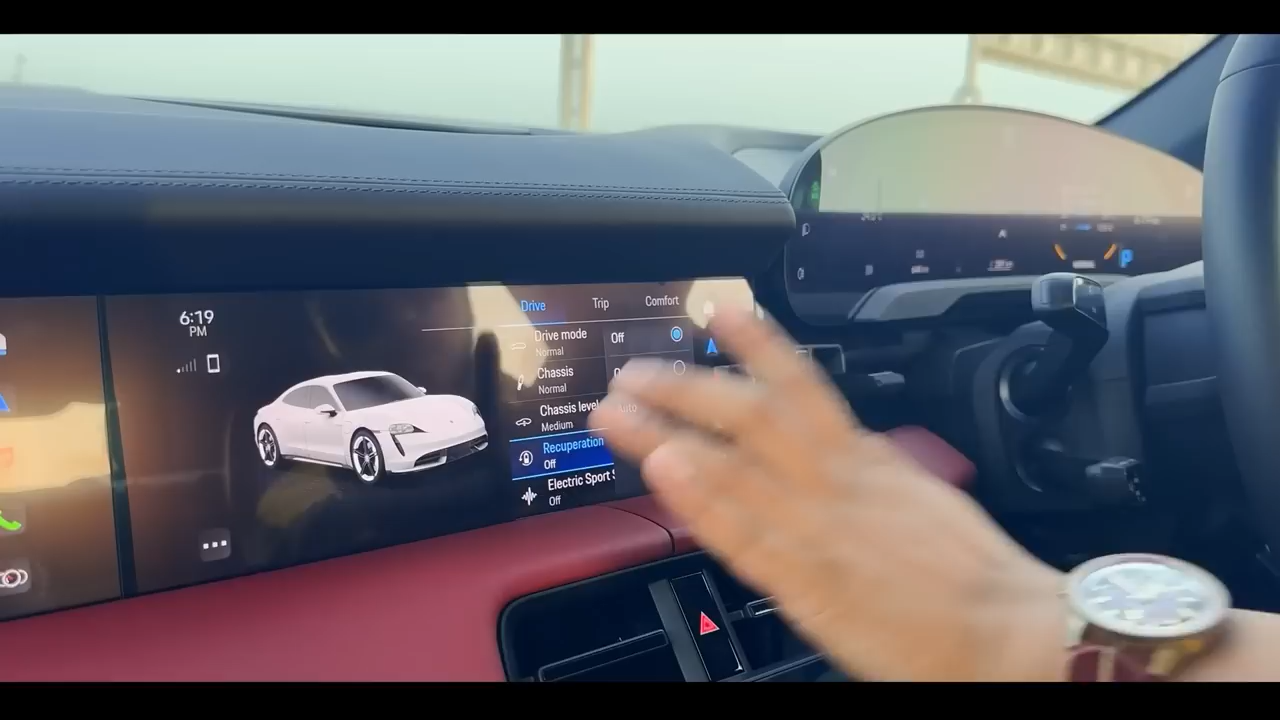 6:19
PM
Drive
Trip
Comfort
Drive mode
Normal
Chassis
Normal
Chassis level
Medium
Recuperation
Off
Electric Sport S
Off
Off
Auto
P